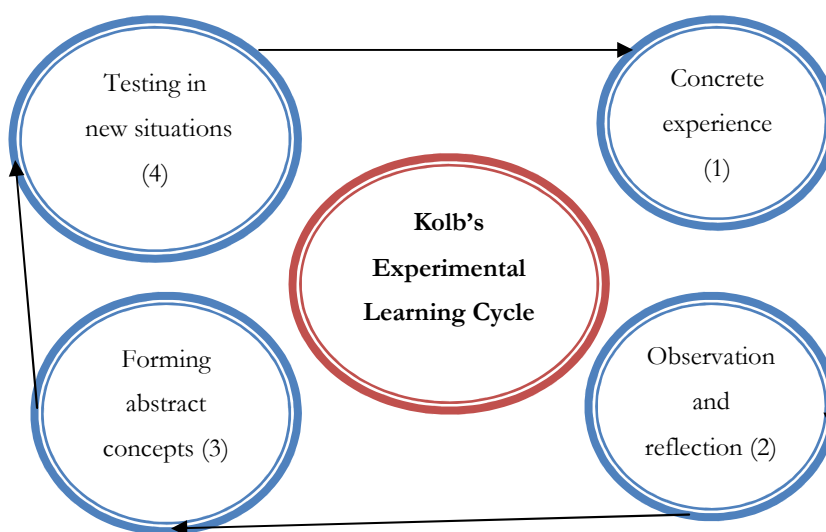 Testing in
new situations
(4)
Concrete
experience
(1)
Kolb’s
Experimental
Learning Cycle
Forming
abstract
concepts (3)
Observation
and
reflection (2)